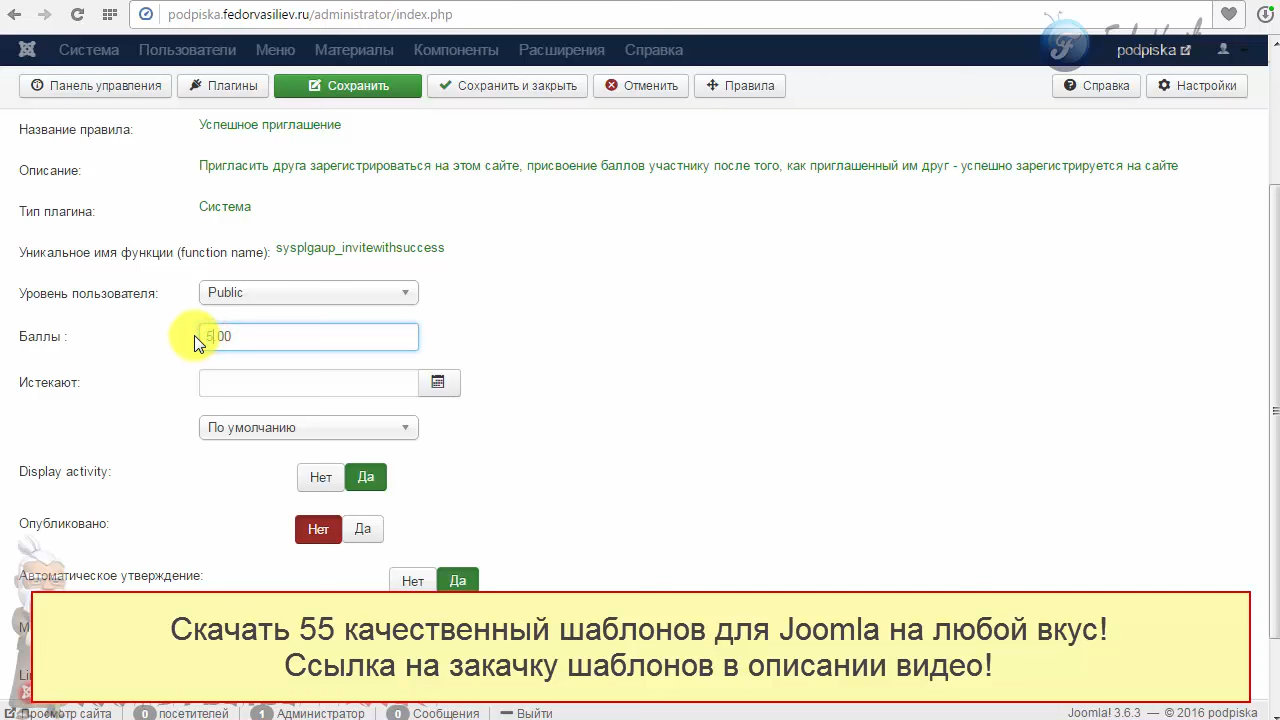 podpiska.fedorvasiliev.ru/administrator/index.php
Система Пользователи Меню Материалы Компоненты Расширения Справка podpiska
Панель управления Плагины Сохранить Сохранить и закрыть Отменить Правила Справка Настройки
Название правила: Успешное приглашение
Описание: Пригласить друга зарегистрироваться на этом сайте, присвоение баллов участнику после того, как приглашенный им друг - успешно зарегистрируется на сайте
Тип плагина: Система
Уникальное имя функции (function name): sysplgaup_invitewithsuccess
Уровень пользователя: Public
Баллы : 5.00
Истекают:
По умолчанию
Display activity: Нет Да
Опубликовано: Нет Да
Автоматическое утверждение: Нет Да
Скачать 55 качественный шаблонов для Joomla на любой вкус!
Ссылка на закачку шаблонов в описании видео!
Просмотр сайта 0 посетителей 1 Администратор 0 Сообщения Выйти Joomla! 3.6.3 — © 2016 podpiska